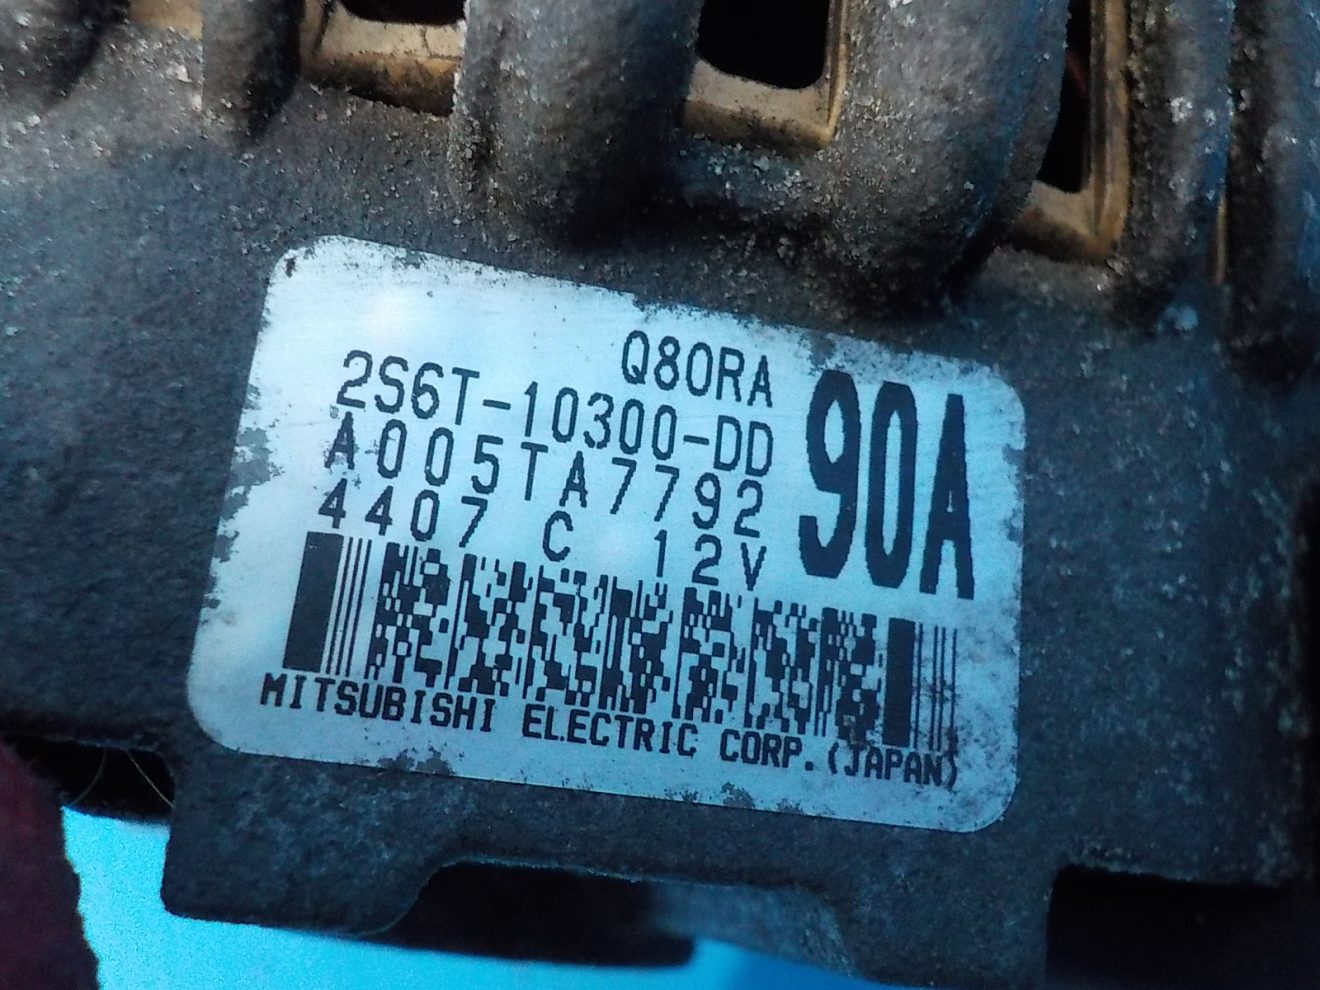 Q80RA
2S6T-10300-DD
90A
A005TA7792
4407 C 12V
MITSUBISHI ELECTRIC CORP.(JAPAN)